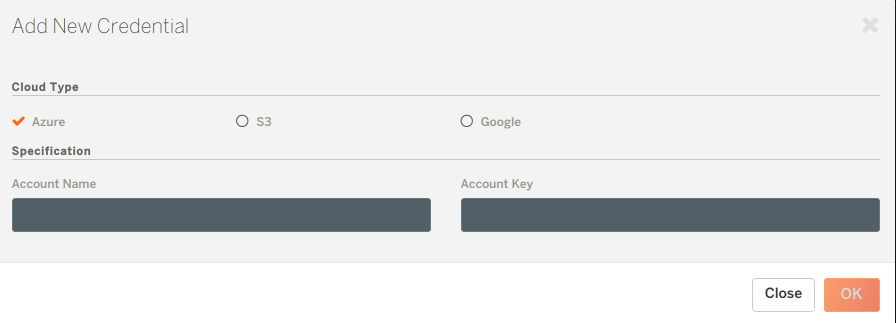 Add New Credential
Cloud Type
Azure S3 Google
Specification
Account Name Account Key
Close OK